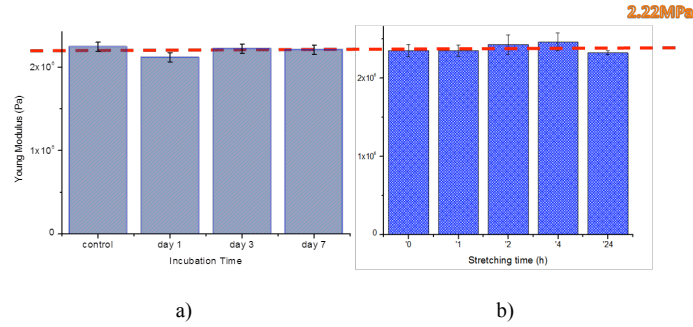 2.22MPa
Young Modulus (Pa)
2x10⁶
1x10⁶
0
control
day 1
day 3
day 7
Incubation Time
2x10⁶
1x10⁶
0
'0
'1
'2
'4
'24
Stretching time (h)
a)
b)